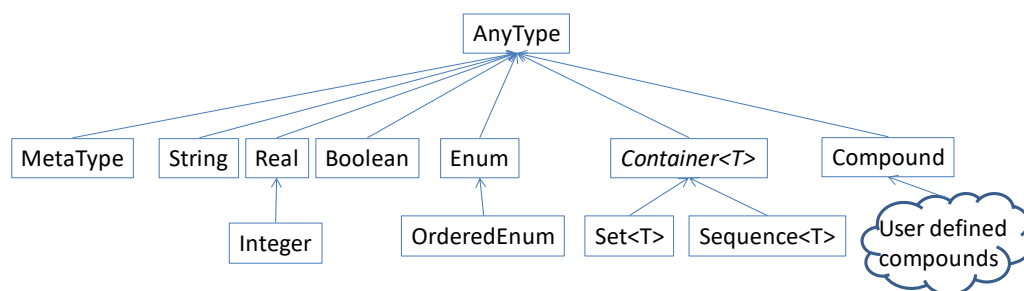 AnyType
MetaType
String
Real
Boolean
Enum
Container<T>
Compound
Integer
OrderedEnum
Set<T>
Sequence<T>
User defined
compounds